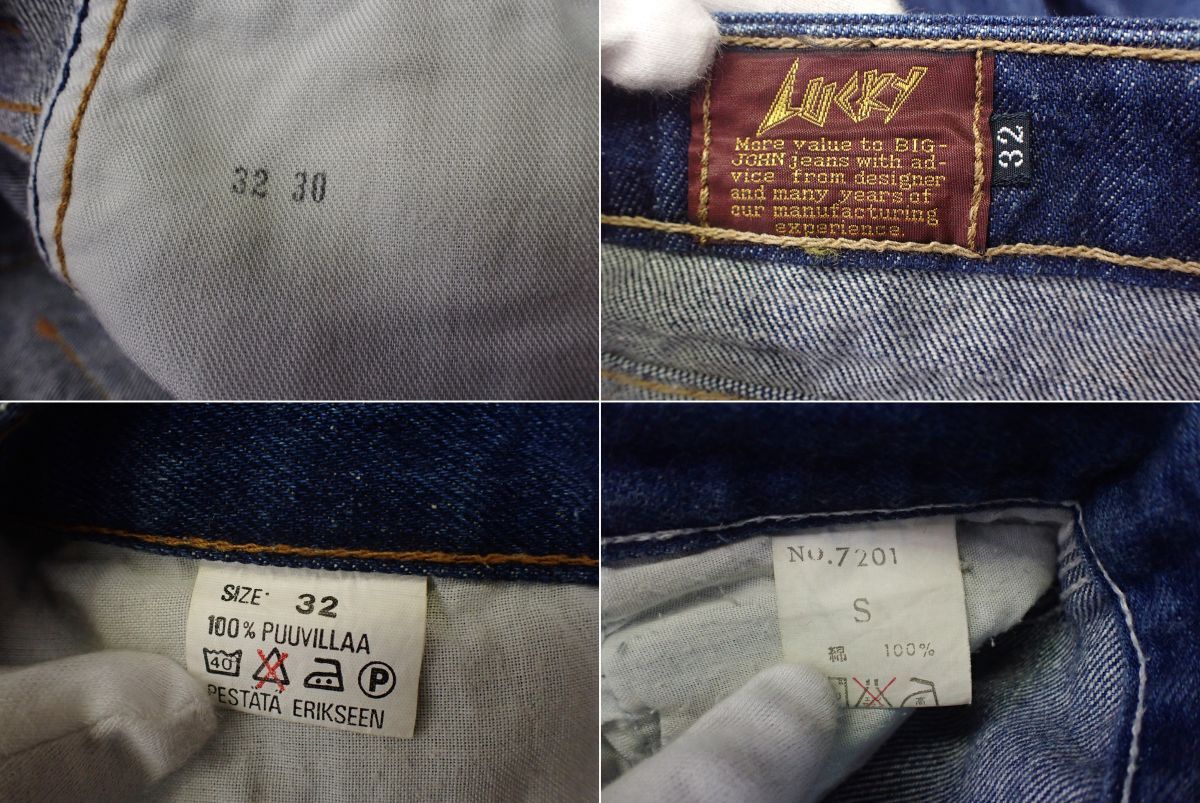 32 30
LUCKY
More value to BIG-
JOHN jeans with ad-
vice from designer
and many years of
our manufacturing
experience.
32
SIZE· 32
100% PUUVILLAA
40 P
PESTÄTÄ ERIKSEEN
NO.7201
S
綿 100%